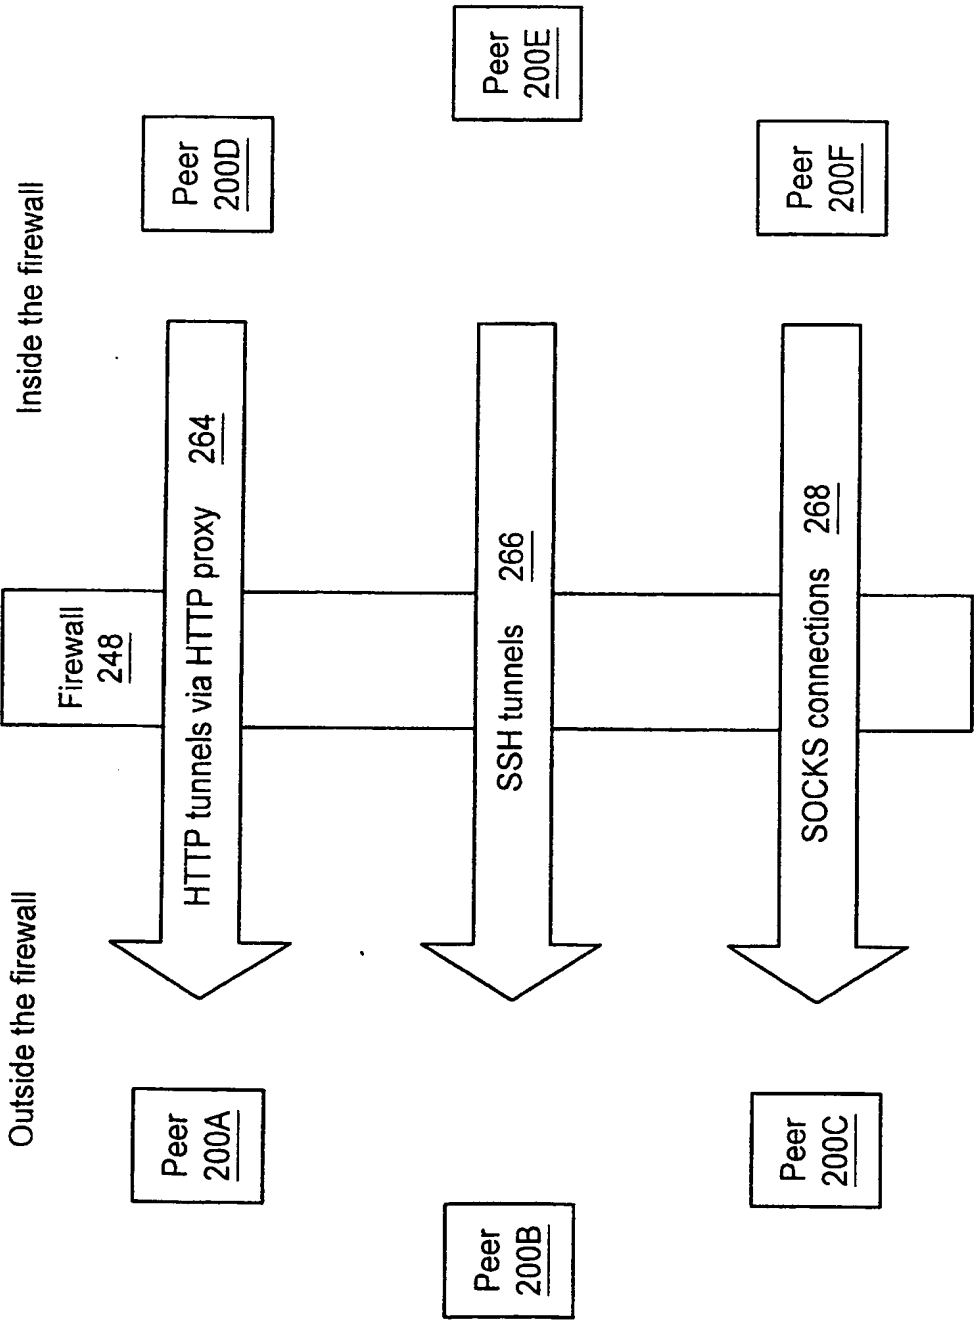 Outside the firewall
Inside the firewall
Firewall
248
Peer
200A
HTTP tunnels via HTTP proxy 264
Peer
200D
Peer
200B
SSH tunnels 266
Peer
200E
Peer
200C
SOCKS connections 268
Peer
200F